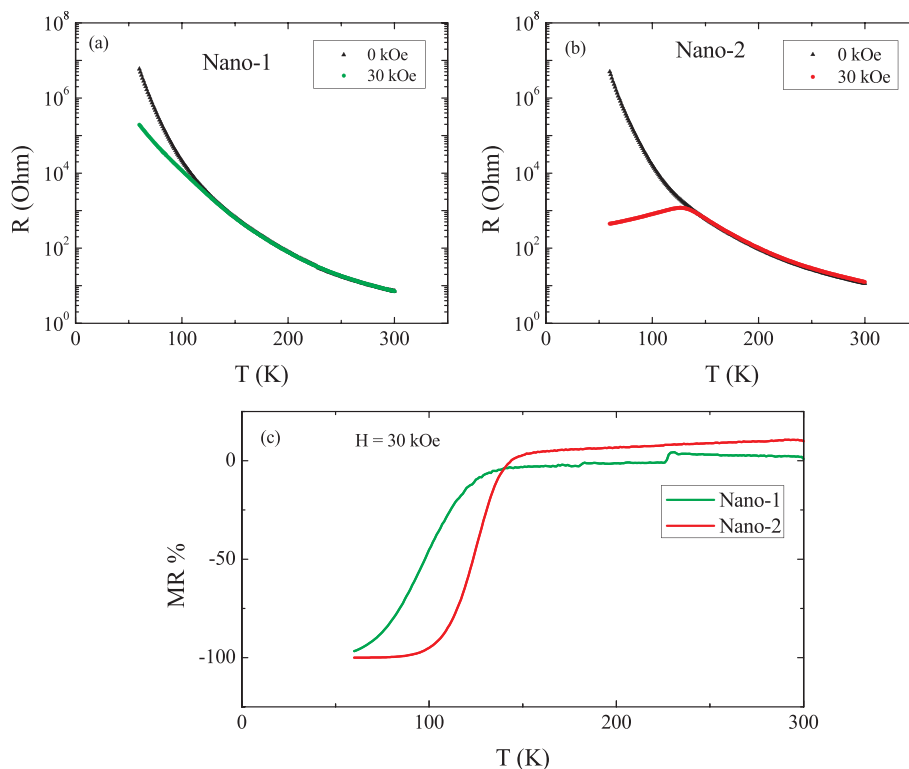 (a)
Nano-1
0 kOe
30 kOe
10^8
10^6
10^4
10^2
10^0
R (Ohm)
0
100
200
300
T (K)
(b)
Nano-2
0 kOe
30 kOe
10^8
10^6
10^4
10^2
10^0
R (Ohm)
0
100
200
300
T (K)
(c)
H = 30 kOe
Nano-1
Nano-2
0
-50
-100
MR %
0
100
200
300
T (K)